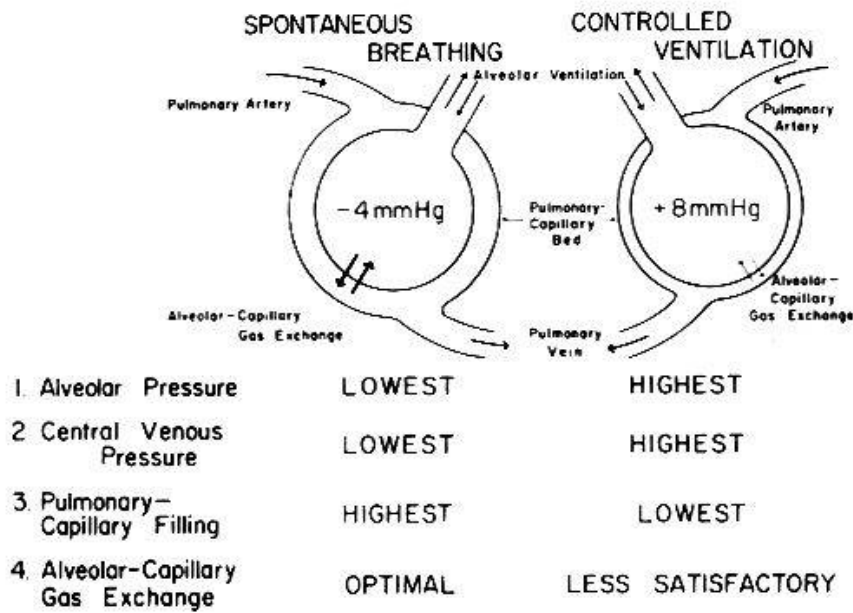 SPONTANEOUS
BREATHING
CONTROLLED
VENTILATION
Alveolar Ventilation
Pulmonary Artery
Pulmonary
Artery
-4mmHg
Pulmonary-
Capillary
Bed
+8mmHg
Alveolar-Capillary
Gas Exchange
Alveolar-
Capillary
Gas Exchange
Pulmonary
Vein
1. Alveolar Pressure LOWEST HIGHEST
2 Central Venous
Pressure LOWEST HIGHEST
3. Pulmonary-
Capillary Filling HIGHEST LOWEST
4. Alveolar-Capillary
Gas Exchange OPTIMAL LESS SATISFACTORY